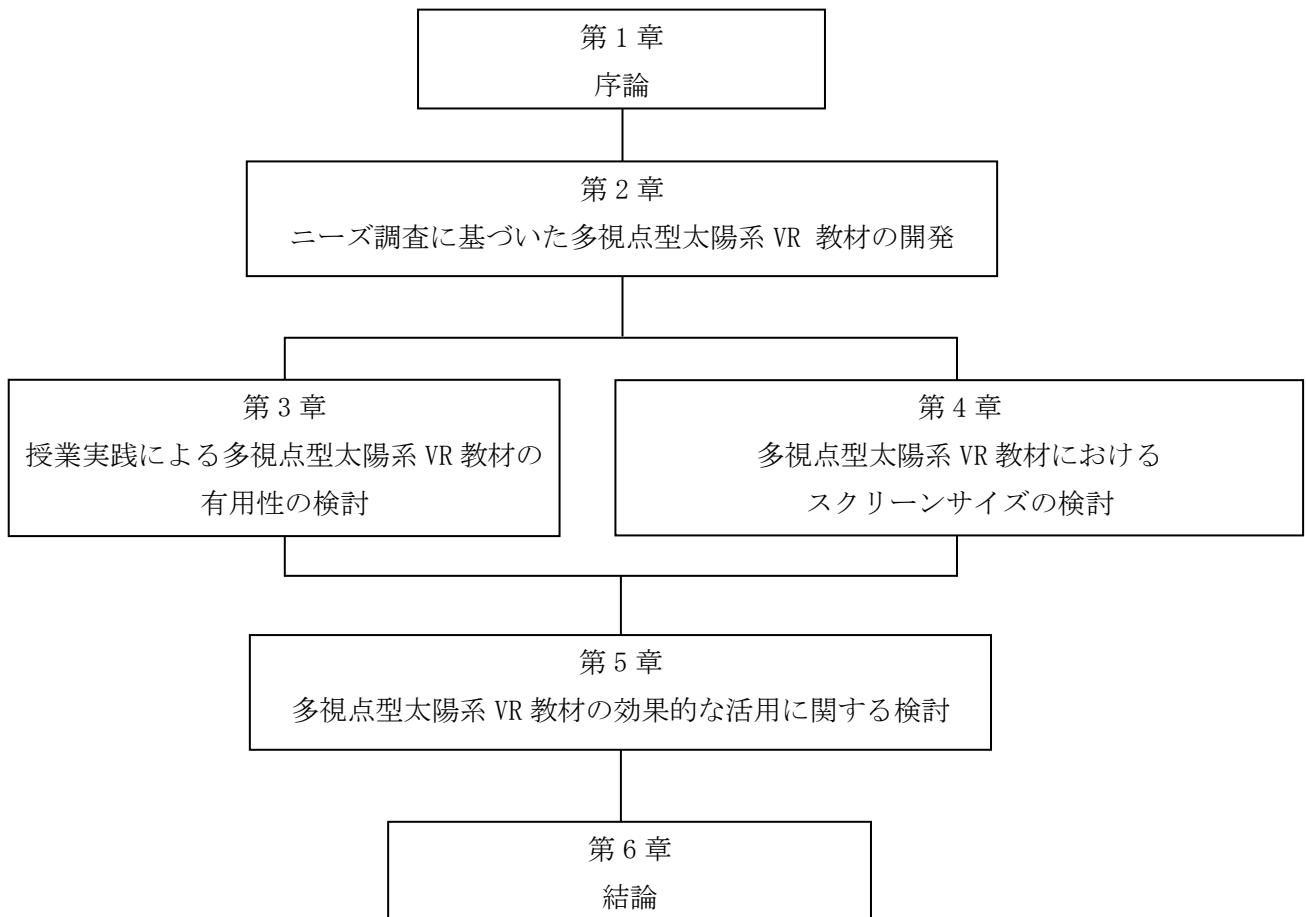 第1章
序論
第2章
ニーズ調査に基づいた多視点型太陽系 VR 教材の開発
第3章
授業実践による多視点型太陽系 VR 教材の
有用性の検討
第4章
多視点型太陽系 VR 教材における
スクリーンサイズの検討
第5章
多視点型太陽系 VR 教材の効果的な活用に関する検討
第6章
結論